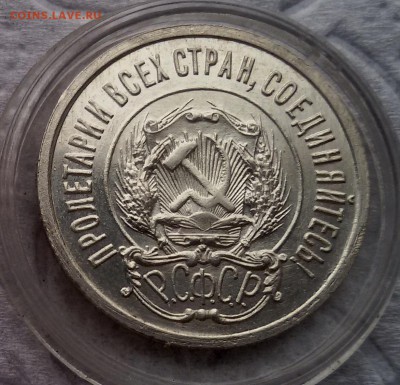 COINS.LAVE.RU
ПРОЛЕТАРИИ ВСЕХ СТРАН, СОЕДИНЯЙТЕСЬ!
Р.С.Ф.С.Р.